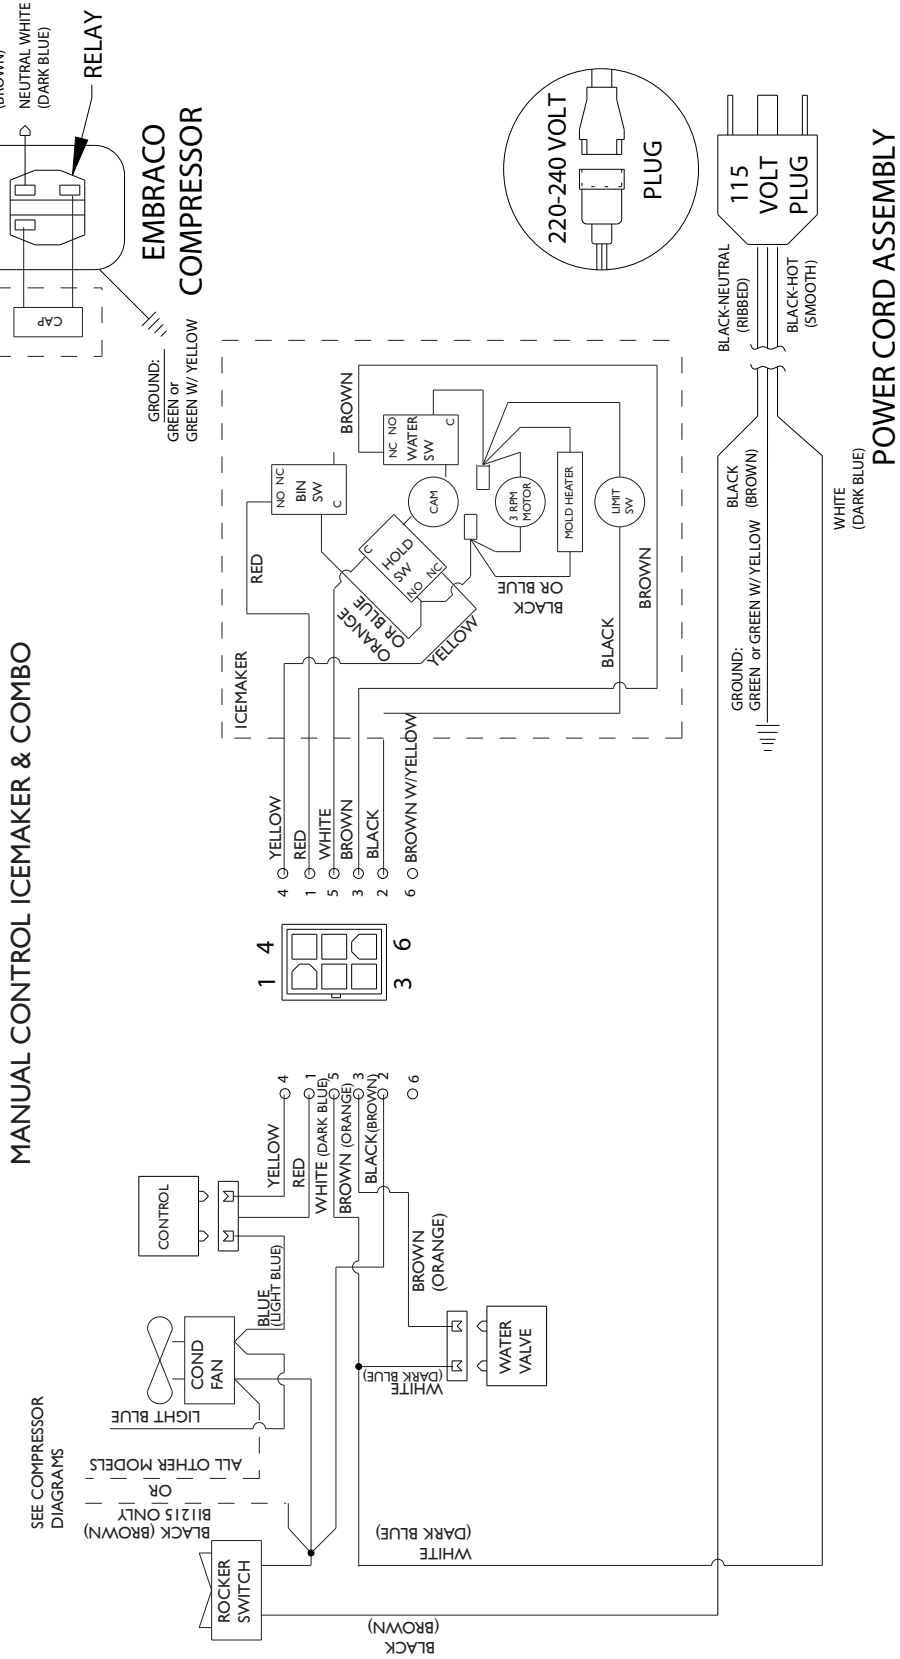 MANUAL CONTROL ICEMAKER & COMBO
SEE COMPRESSOR
DIAGRAMS
NEUTRAL WHITE
(DARK BLUE)
RELAY
CAP
EMBRACO
COMPRESSOR
GROUND:
GREEN or
GREEN W/ YELLOW
ROCKER
SWITCH
BLACK (BROWN)
BI1215 ONLY
OR
ALL OTHER MODELS
LIGHT BLUE
COND
FAN
CONTROL
BLUE
(LIGHT BLUE)
YELLOW
RED
WHITE (DARK BLUE)
BROWN (ORANGE)
BLACK (BROWN)
4
1
5
3
2
6
BROWN
(ORANGE)
WHITE
(DARK BLUE)
WATER
VALVE
WHITE
(DARK BLUE)
BLACK
(BROWN)
1 4
3 6
4
1
5
3
2
6
YELLOW
RED
WHITE
BROWN
BLACK
BROWN W/YELLOW
ICEMAKER
RED
NO NC
BIN
SW
C
BROWN
NC NO
WATER
SW
C
CAM
C
HOLD
SW
NO NC
ORANGE
OR BLUE
YELLOW
3 RPM
MOTOR
MOLD HEATER
LIMIT
SW
BLACK
OR BLUE
BLACK
BROWN
220-240 VOLT
PLUG
115
VOLT
PLUG
BLACK-NEUTRAL
(RIBBED)
BLACK-HOT
(SMOOTH)
BLACK
(BROWN)
GROUND:
GREEN or GREEN W/ YELLOW
WHITE
(DARK BLUE)
POWER CORD ASSEMBLY